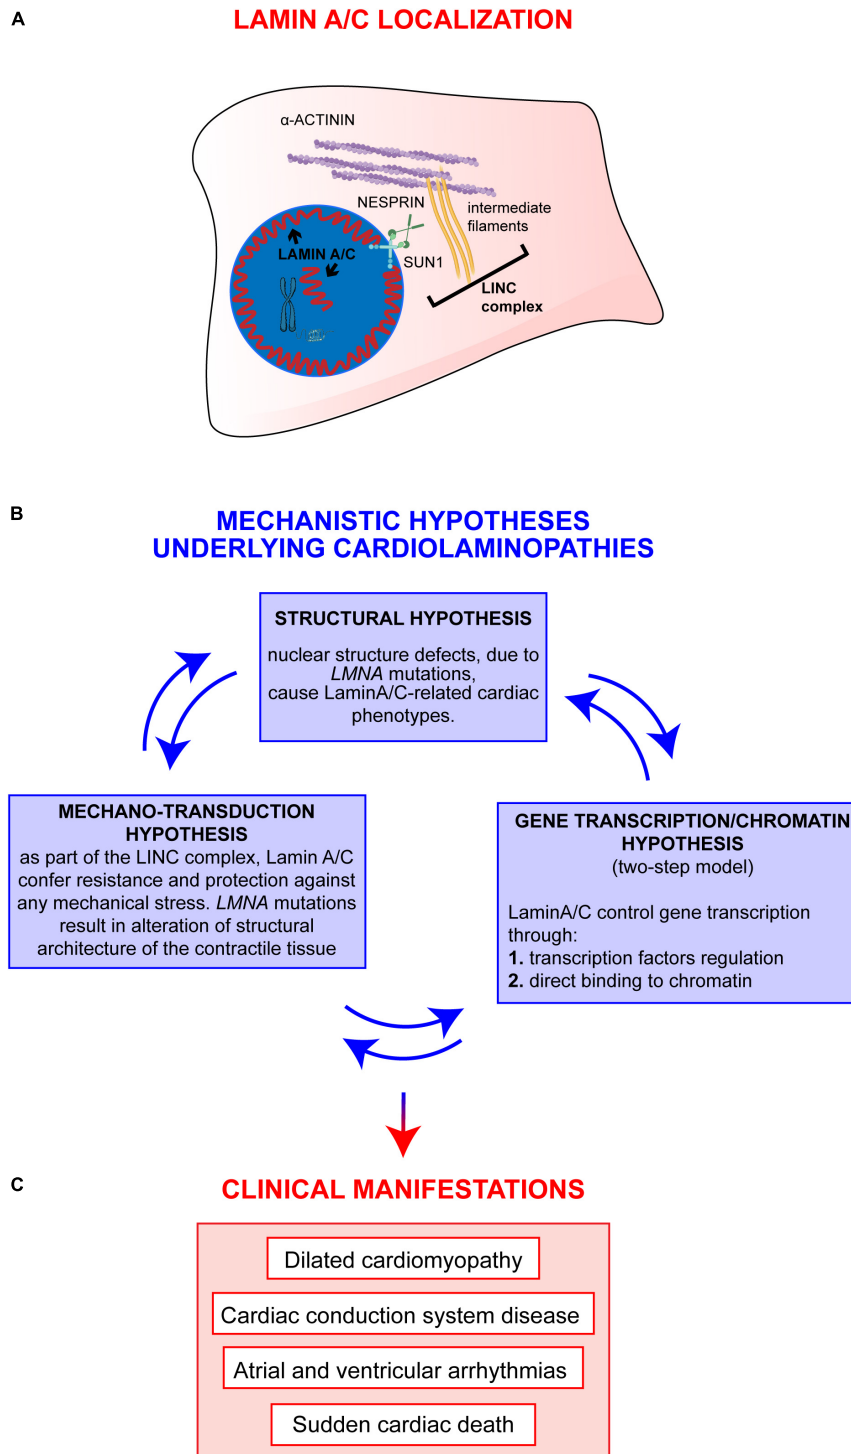 A
LAMIN A/C LOCALIZATION
α-ACTININ
NESPRIN
intermediate
filaments
LAMIN A/C
SUN1
LINC
complex
B
MECHANISTIC HYPOTHESES
UNDERLYING CARDIOLAMINOPATHIES
STRUCTURAL HYPOTHESIS
nuclear structure defects, due to
LMNA mutations,
cause LaminA/C-related cardiac
phenotypes.
MECHANO-TRANSDUCTION
HYPOTHESIS
as part of the LINC complex, Lamin A/C
confer resistance and protection against
any mechanical stress. LMNA mutations
result in alteration of structural
architecture of the contractile tissue
GENE TRANSCRIPTION/CHROMATIN
HYPOTHESIS
(two-step model)
LaminA/C control gene transcription
through:
1. transcription factors regulation
2. direct binding to chromatin
C
CLINICAL MANIFESTATIONS
Dilated cardiomyopathy
Cardiac conduction system disease
Atrial and ventricular arrhythmias
Sudden cardiac death